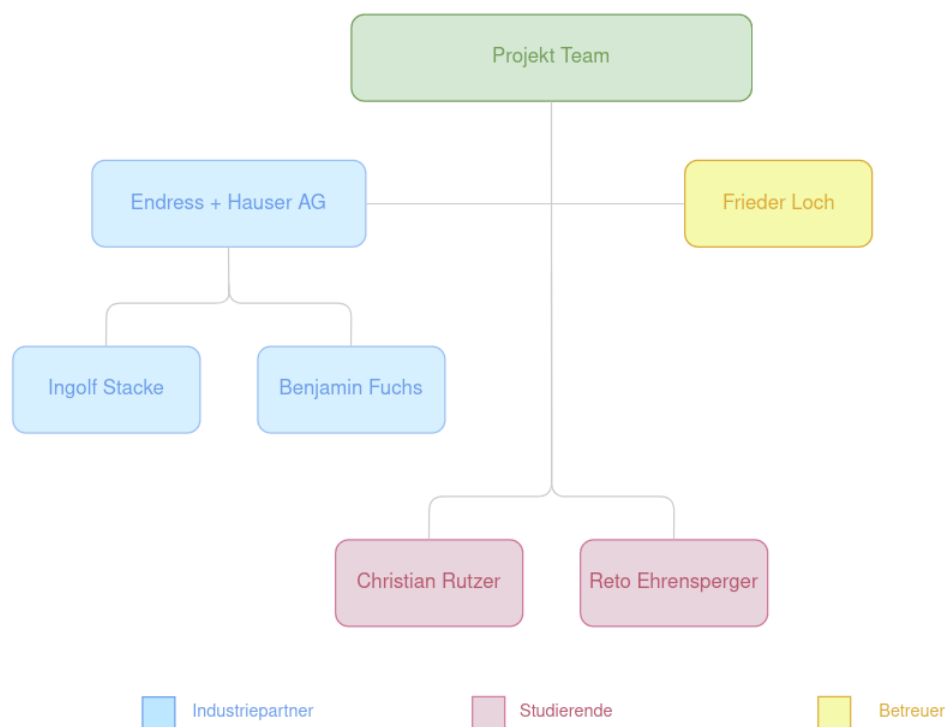 Projekt Team
Endress + Hauser AG
Frieder Loch
Ingolf Stacke
Benjamin Fuchs
Christian Rutzer
Reto Ehrensperger
Industriepartner
Studierende
Betreuer